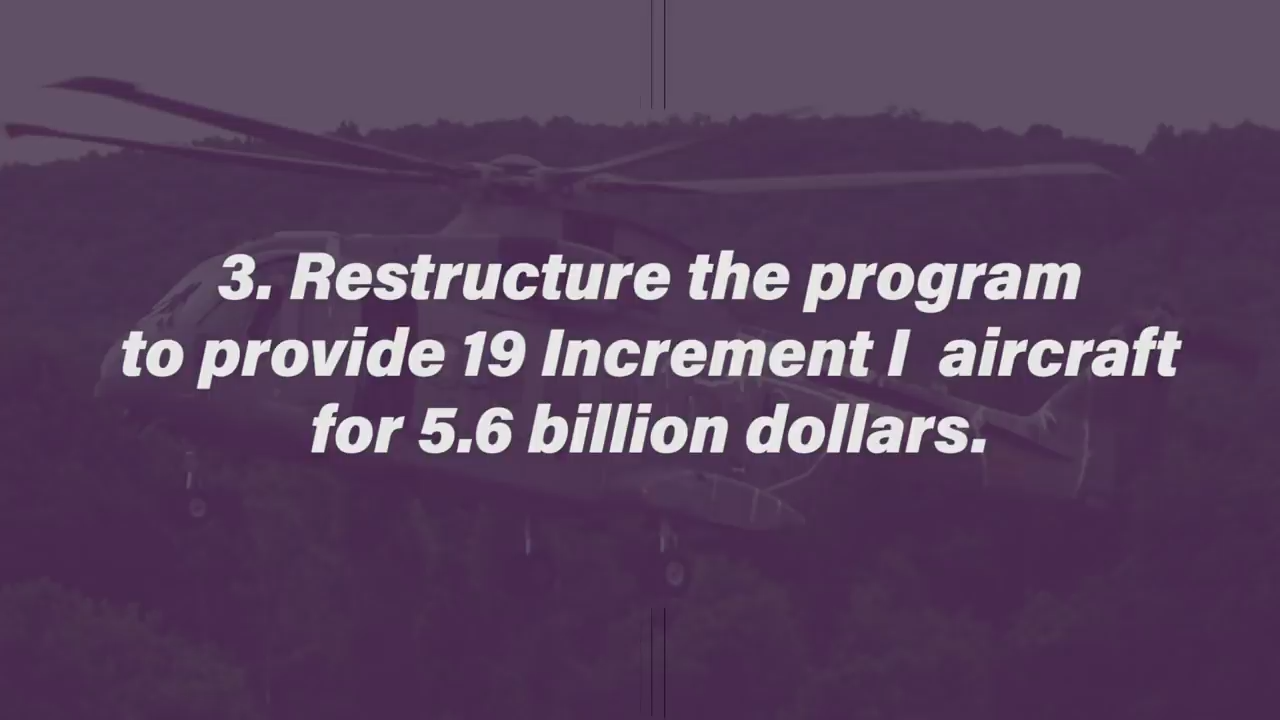 3. Restructure the program
to provide 19 Increment I  aircraft
for 5.6 billion dollars.